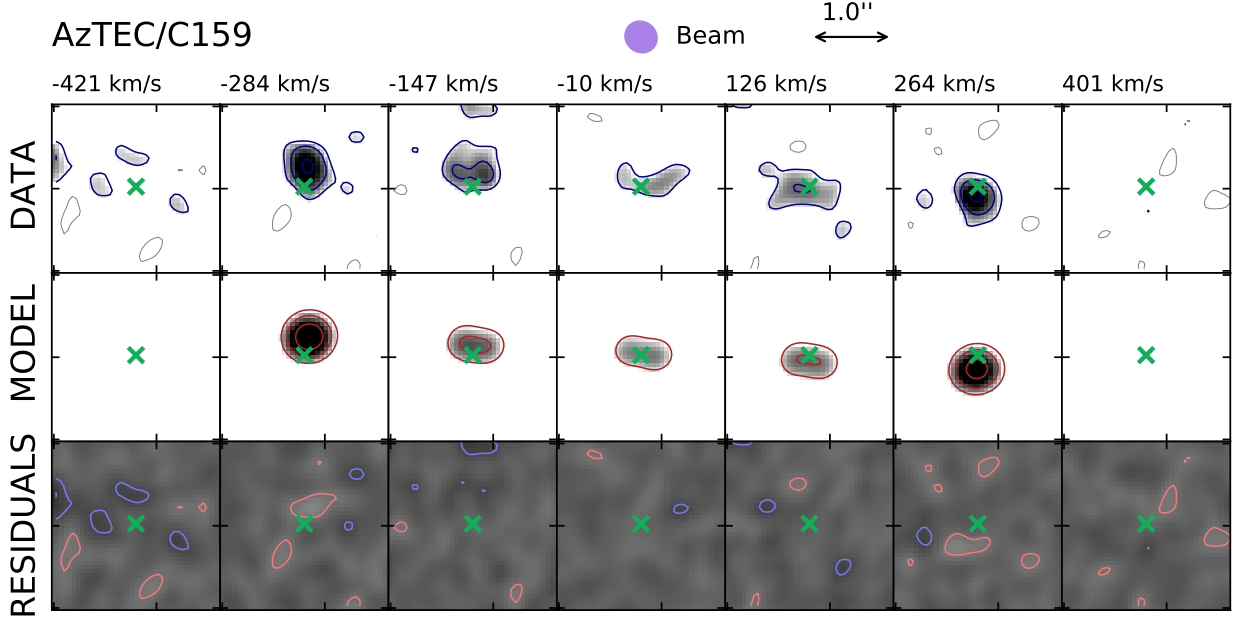 AzTEC/C159
Beam
1.0''
-421 km/s
-284 km/s
-147 km/s
-10 km/s
126 km/s
264 km/s
401 km/s
DATA
MODEL
RESIDUALS